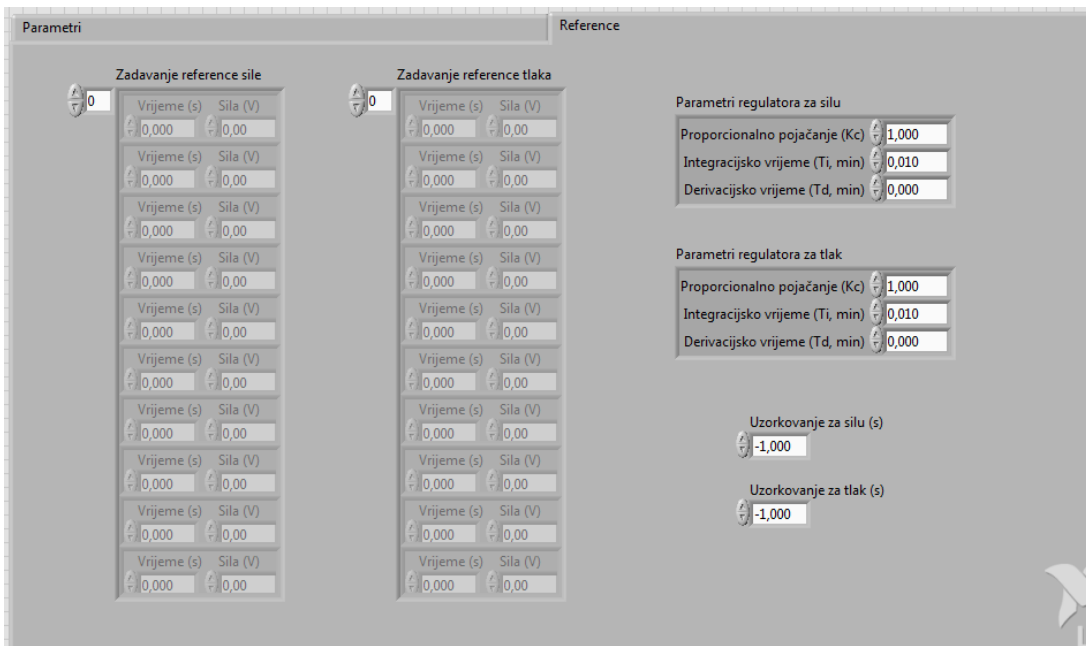 Parametri
Reference
Zadavanje reference sile
0
Vrijeme (s) Sila (V)
0,000 0,00
Vrijeme (s) Sila (V)
0,000 0,00
Vrijeme (s) Sila (V)
0,000 0,00
Vrijeme (s) Sila (V)
0,000 0,00
Vrijeme (s) Sila (V)
0,000 0,00
Vrijeme (s) Sila (V)
0,000 0,00
Vrijeme (s) Sila (V)
0,000 0,00
Vrijeme (s) Sila (V)
0,000 0,00
Vrijeme (s) Sila (V)
0,000 0,00
Vrijeme (s) Sila (V)
0,000 0,00
Zadavanje reference tlaka
0
Vrijeme (s) Sila (V)
0,000 0,00
Vrijeme (s) Sila (V)
0,000 0,00
Vrijeme (s) Sila (V)
0,000 0,00
Vrijeme (s) Sila (V)
0,000 0,00
Vrijeme (s) Sila (V)
0,000 0,00
Vrijeme (s) Sila (V)
0,000 0,00
Vrijeme (s) Sila (V)
0,000 0,00
Vrijeme (s) Sila (V)
0,000 0,00
Vrijeme (s) Sila (V)
0,000 0,00
Vrijeme (s) Sila (V)
0,000 0,00
Parametri regulatora za silu
Proporcionalno pojačanje (Kc) 1,000
Integracijsko vrijeme (Ti, min) 0,010
Derivacijsko vrijeme (Td, min) 0,000
Parametri regulatora za tlak
Proporcionalno pojačanje (Kc) 1,000
Integracijsko vrijeme (Ti, min) 0,010
Derivacijsko vrijeme (Td, min) 0,000
Uzorkovanje za silu (s)
-1,000
Uzorkovanje za tlak (s)
-1,000